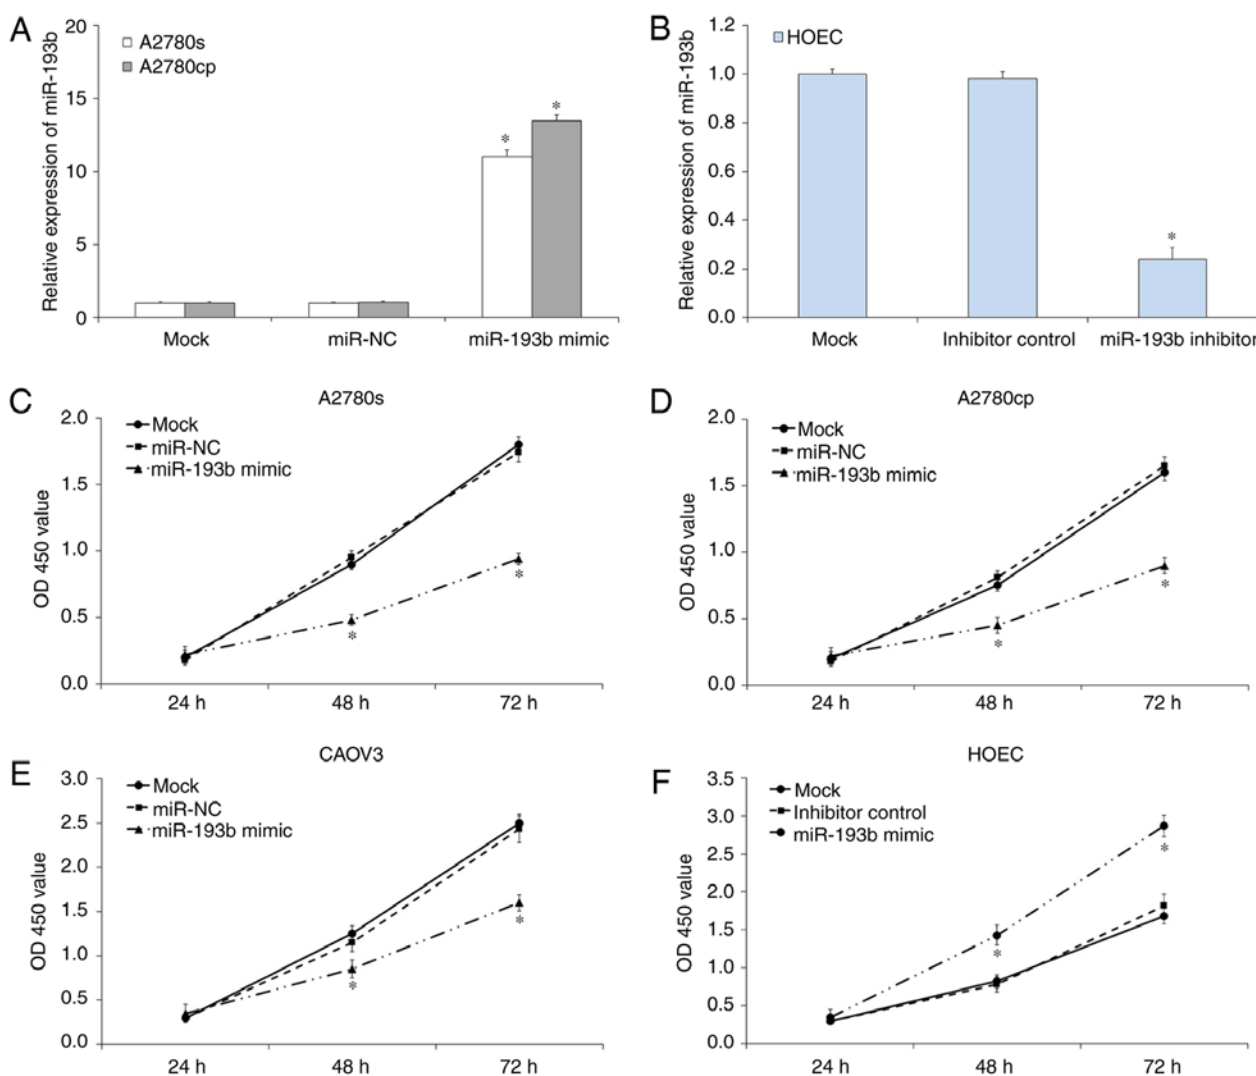 A
Relative expression of miR-193b
20
15
10
5
0
A2780s
A2780cp
*
*
Mock
miR-NC
miR-193b mimic
B
Relative expression of miR-193b
1.2
1.0
0.8
0.6
0.4
0.2
0.0
HOEC
*
Mock
Inhibitor control
miR-193b inhibitor
C
A2780s
OD 450 value
2.0
1.5
1.0
0.5
0.0
Mock
miR-NC
miR-193b mimic
*
*
24 h
48 h
72 h
D
A2780cp
OD 450 value
2.0
1.5
1.0
0.5
0.0
Mock
miR-NC
miR-193b mimic
*
*
24 h
48 h
72 h
E
CAOV3
OD 450 value
3.0
2.5
2.0
1.5
1.0
0.5
0.0
Mock
miR-NC
miR-193b mimic
*
*
24 h
48 h
72 h
F
HOEC
OD 450 value
3.5
3.0
2.5
2.0
1.5
1.0
0.5
0.0
Mock
Inhibitor control
miR-193b mimic
*
*
24 h
48 h
72 h